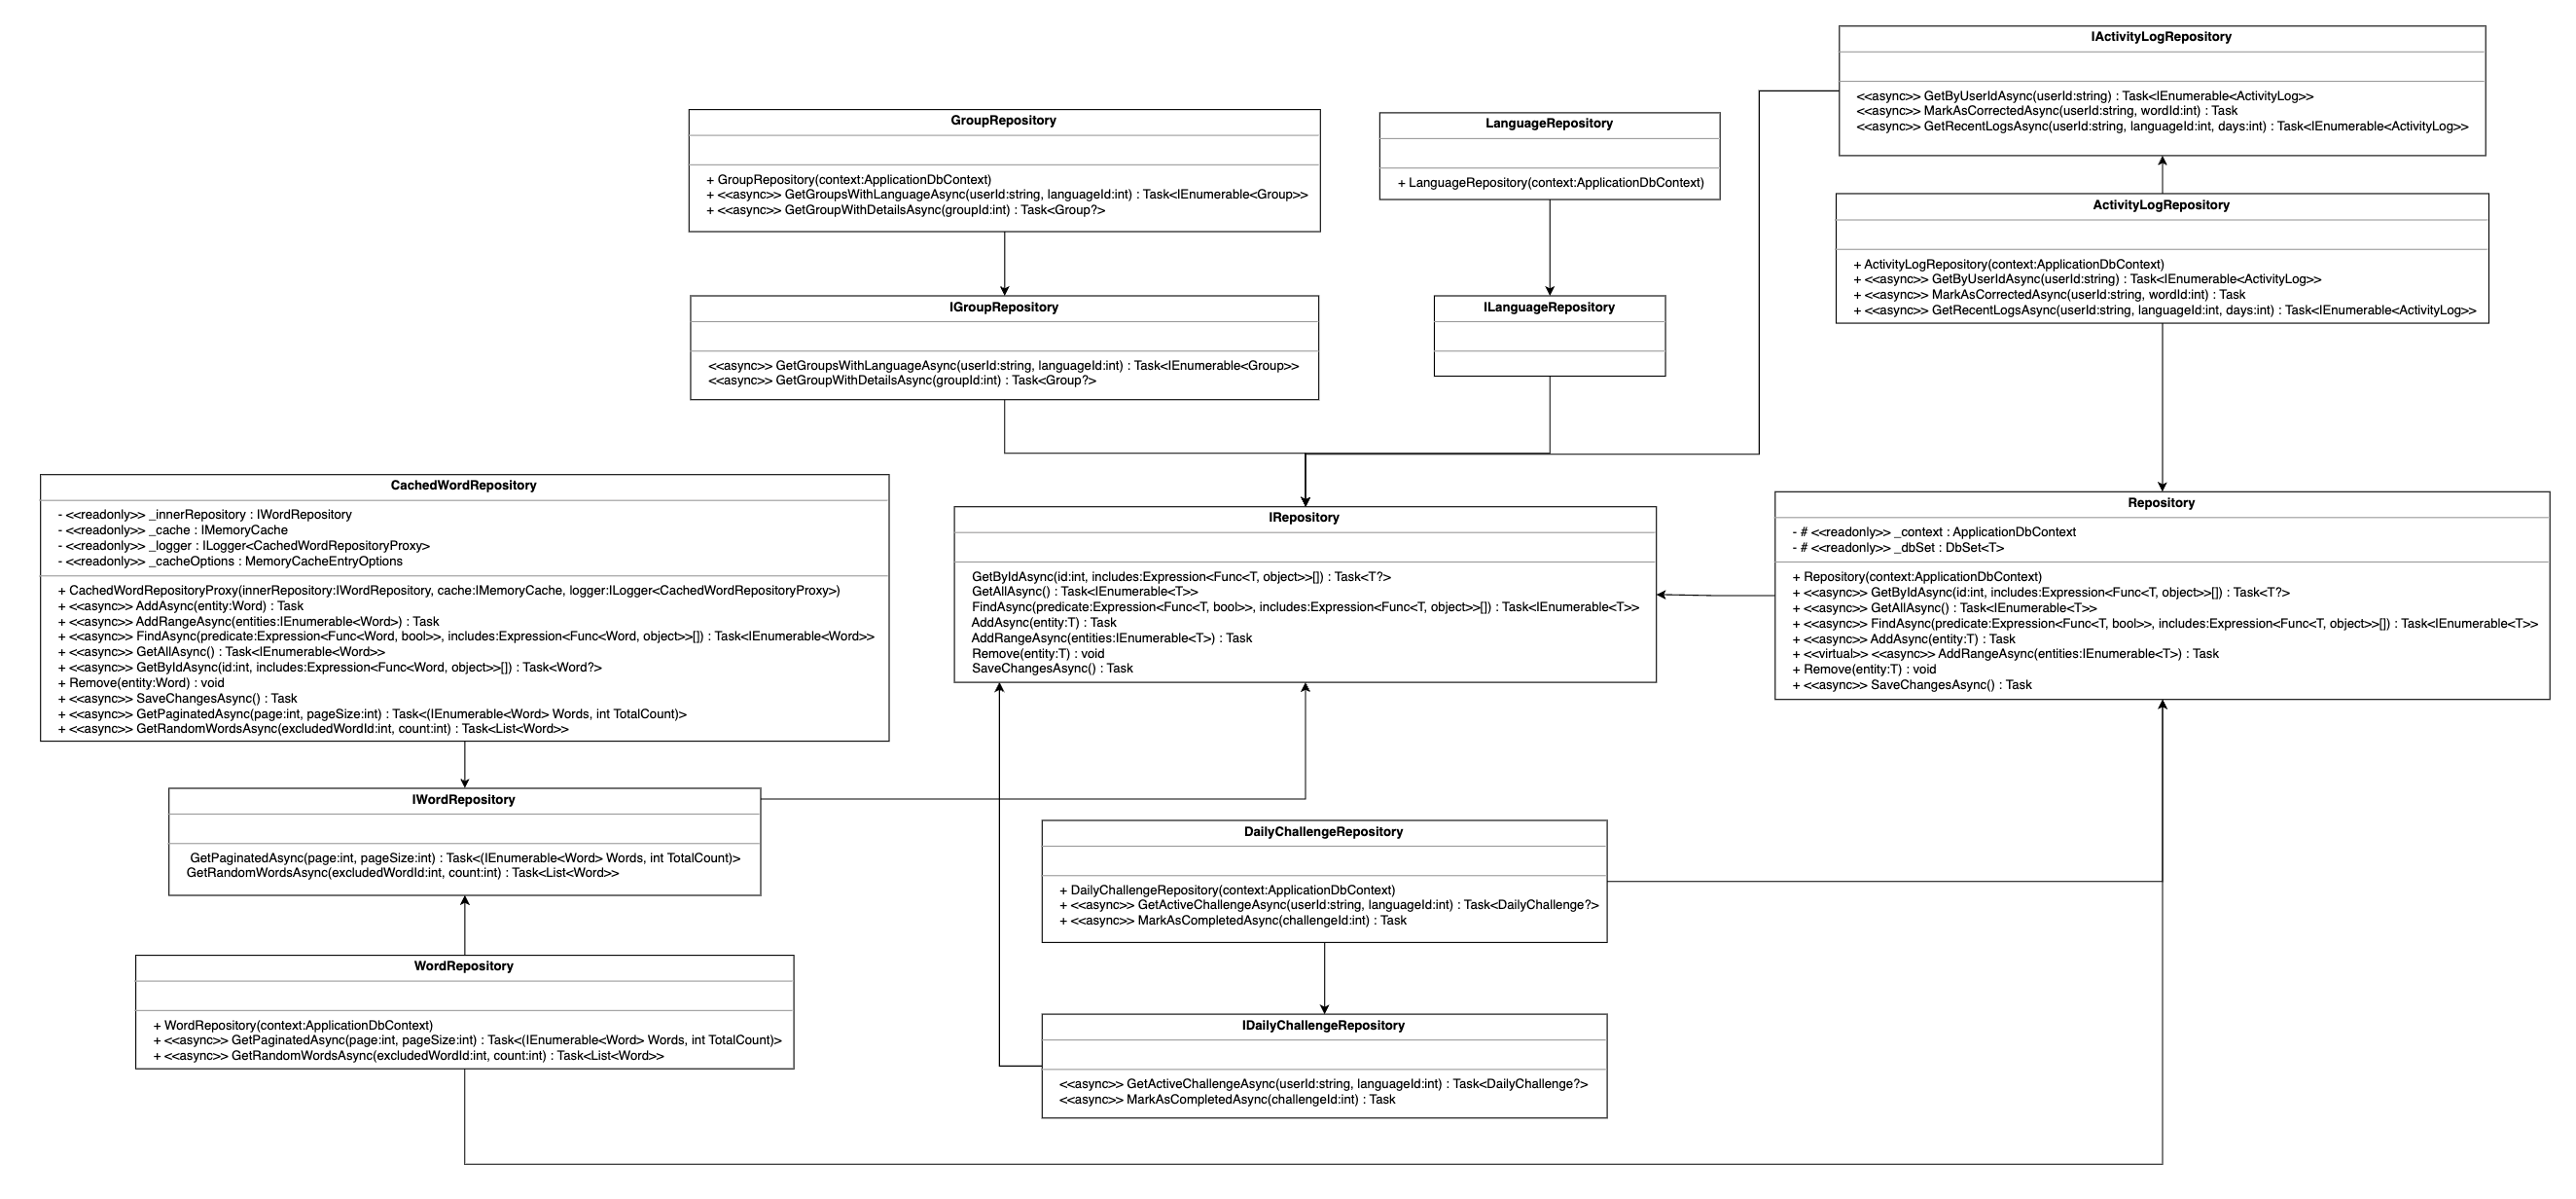 IActivityLogRepository
<<async>> GetByUserIdAsync(userId:string) : Task<IEnumerable<ActivityLog>>
<<async>> MarkAsCorrectedAsync(userId:string, wordId:int) : Task
<<async>> GetRecentLogsAsync(userId:string, languageId:int, days:int) : Task<IEnumerable<ActivityLog>>
GroupRepository
+ GroupRepository(context:ApplicationDbContext)
+ <<async>> GetGroupsWithLanguageAsync(userId:string, languageId:int) : Task<IEnumerable<Group>>
+ <<async>> GetGroupWithDetailsAsync(groupId:int) : Task<Group?>
LanguageRepository
+ LanguageRepository(context:ApplicationDbContext)
ActivityLogRepository
+ ActivityLogRepository(context:ApplicationDbContext)
+ <<async>> GetByUserIdAsync(userId:string) : Task<IEnumerable<ActivityLog>>
+ <<async>> MarkAsCorrectedAsync(userId:string, wordId:int) : Task
+ <<async>> GetRecentLogsAsync(userId:string, languageId:int, days:int) : Task<IEnumerable<ActivityLog>>
IGroupRepository
<<async>> GetGroupsWithLanguageAsync(userId:string, languageId:int) : Task<IEnumerable<Group>>
<<async>> GetGroupWithDetailsAsync(groupId:int) : Task<Group?>
ILanguageRepository
CachedWordRepository
- <<readonly>> _innerRepository : IWordRepository
- <<readonly>> _cache : IMemoryCache
- <<readonly>> _logger : ILogger<CachedWordRepositoryProxy>
- <<readonly>> _cacheOptions : MemoryCacheEntryOptions
+ CachedWordRepositoryProxy(innerRepository:IWordRepository, cache:IMemoryCache, logger:ILogger<CachedWordRepositoryProxy>)
+ <<async>> AddAsync(entity:Word) : Task
+ <<async>> AddRangeAsync(entities:IEnumerable<Word>) : Task
+ <<async>> FindAsync(predicate:Expression<Func<Word, bool>>, includes:Expression<Func<Word, object>>[]) : Task<IEnumerable<Word>>
+ <<async>> GetAllAsync() : Task<IEnumerable<Word>>
+ <<async>> GetByIdAsync(id:int, includes:Expression<Func<Word, object>>[]) : Task<Word?>
+ Remove(entity:Word) : void
+ <<async>> SaveChangesAsync() : Task
+ <<async>> GetPaginatedAsync(page:int, pageSize:int) : Task<(IEnumerable<Word> Words, int TotalCount)>
+ <<async>> GetRandomWordsAsync(excludedWordId:int, count:int) : Task<List<Word>>
IRepository
GetByIdAsync(id:int, includes:Expression<Func<T, object>>[]) : Task<T?>
GetAllAsync() : Task<IEnumerable<T>>
FindAsync(predicate:Expression<Func<T, bool>>, includes:Expression<Func<T, object>>[]) : Task<IEnumerable<T>>
AddAsync(entity:T) : Task
AddRangeAsync(entities:IEnumerable<T>) : Task
Remove(entity:T) : void
SaveChangesAsync() : Task
Repository
- # <<readonly>> _context : ApplicationDbContext
- # <<readonly>> _dbSet : DbSet<T>
+ Repository(context:ApplicationDbContext)
+ <<async>> GetByIdAsync(id:int, includes:Expression<Func<T, object>>[]) : Task<T?>
+ <<async>> GetAllAsync() : Task<IEnumerable<T>>
+ <<async>> FindAsync(predicate:Expression<Func<T, bool>>, includes:Expression<Func<T, object>>[]) : Task<IEnumerable<T>>
+ <<async>> AddAsync(entity:T) : Task
+ <<virtual>> <<async>> AddRangeAsync(entities:IEnumerable<T>) : Task
+ Remove(entity:T) : void
+ <<async>> SaveChangesAsync() : Task
IWordRepository
GetPaginatedAsync(page:int, pageSize:int) : Task<(IEnumerable<Word> Words, int TotalCount)>
GetRandomWordsAsync(excludedWordId:int, count:int) : Task<List<Word>>
DailyChallengeRepository
+ DailyChallengeRepository(context:ApplicationDbContext)
+ <<async>> GetActiveChallengeAsync(userId:string, languageId:int) : Task<DailyChallenge?>
+ <<async>> MarkAsCompletedAsync(challengeId:int) : Task
WordRepository
+ WordRepository(context:ApplicationDbContext)
+ <<async>> GetPaginatedAsync(page:int, pageSize:int) : Task<(IEnumerable<Word> Words, int TotalCount)>
+ <<async>> GetRandomWordsAsync(excludedWordId:int, count:int) : Task<List<Word>>
IDailyChallengeRepository
<<async>> GetActiveChallengeAsync(userId:string, languageId:int) : Task<DailyChallenge?>
<<async>> MarkAsCompletedAsync(challengeId:int) : Task